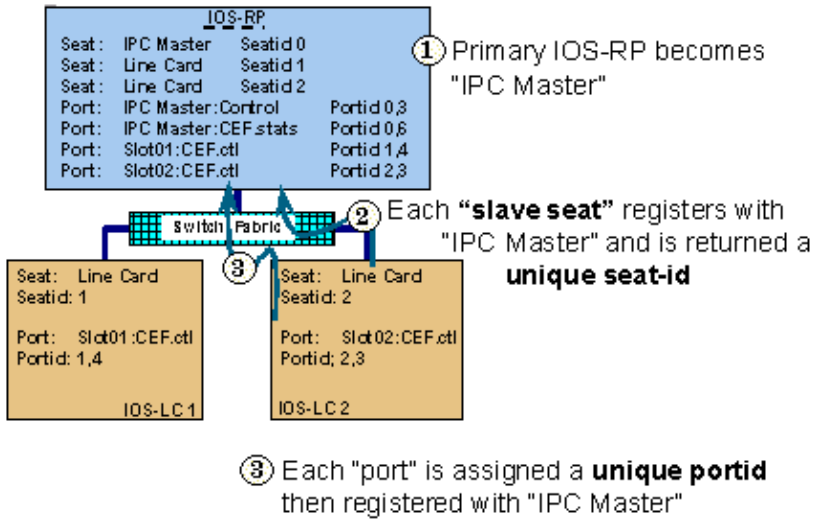 IOS-RP
Seat: IPC Master Seatid 0
Seat: Line Card Seatid 1
Seat: Line Card Seatid 2
Port: IPC Master:Control Portid 0,3
Port: IPC Master:CEF.stats Portid 0,6
Port: Slot01:CEF.ctl Portid 1,4
Port: Slot02:CEF.ctl Portid 2,3
1 Primary IOS-RP becomes
"IPC Master"
2 Each “slave seat” registers with
"IPC Master" and is returned a
unique seat-id
Switch Fabric
3
Seat: Line Card
Seatid: 1
Port: Slot01:CEF.ctl
Portid: 1,4
IOS-LC1
Seat: Line Card
Seatid: 2
Port: Slot02:CEF.ctl
Portid; 2,3
IOS-LC2
3 Each "port" is assigned a unique portid
then registered with "IPC Master"